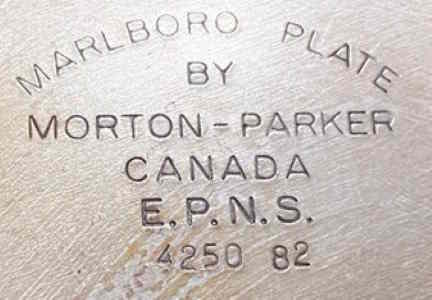 MARLBORO PLATE
BY
MORTON-PARKER
CANADA
E.P.N.S.
4250 82